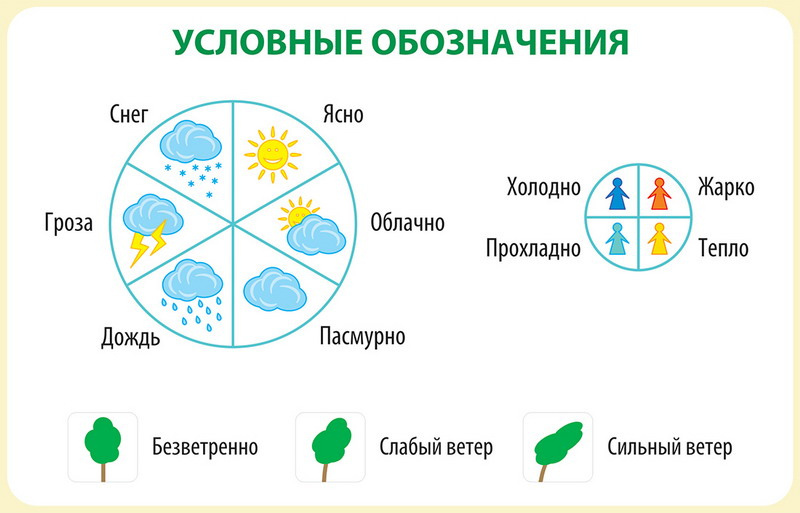 УСЛОВНЫЕ ОБОЗНАЧЕНИЯ
Снег
Ясно
Гроза
Облачно
Дождь
Пасмурно
Холодно
Жарко
Прохладно
Тепло
Безветренно
Слабый ветер
Сильный ветер